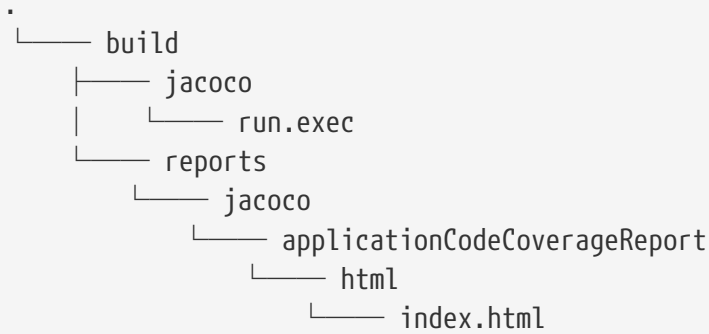 .
└── build
    ├── jacoco
    │   └── run.exec
    └── reports
        └── jacoco
            └── applicationCodeCoverageReport
                └── html
                    └── index.html